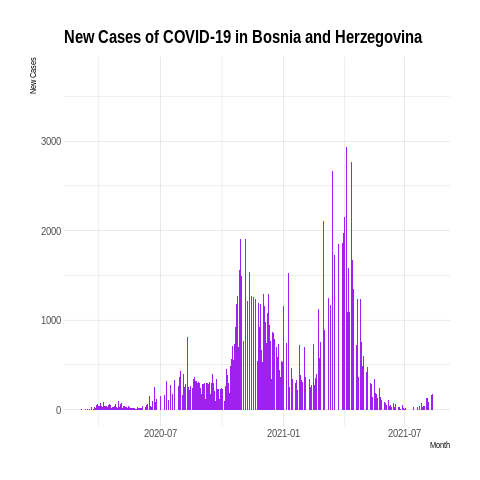 New Cases of COVID-19 in Bosnia and Herzegovina
New Cases
3000
2000
1000
0
2020-07
2021-01
2021-07
Month